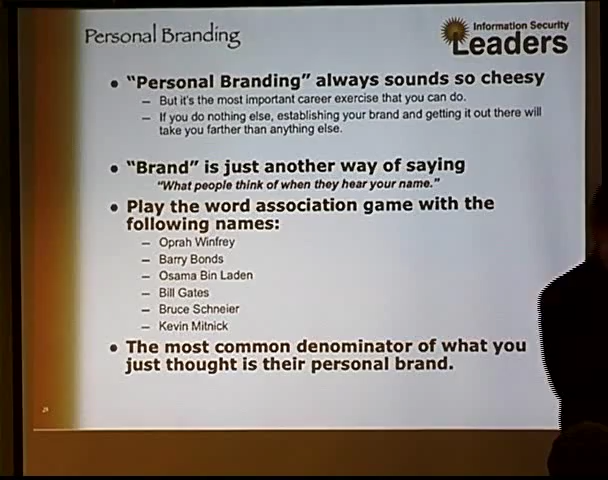 Personal Branding
Information Security
Leaders
• "Personal Branding" always sounds so cheesy
– But it's the most important career exercise that you can do.
– If you do nothing else, establishing your brand and getting it out there will
take you farther than anything else.
• "Brand" is just another way of saying
"What people think of when they hear your name."
• Play the word association game with the
following names:
– Oprah Winfrey
– Barry Bonds
– Osama Bin Laden
– Bill Gates
– Bruce Schneier
– Kevin Mitnick
• The most common denominator of what you
just thought is their personal brand.